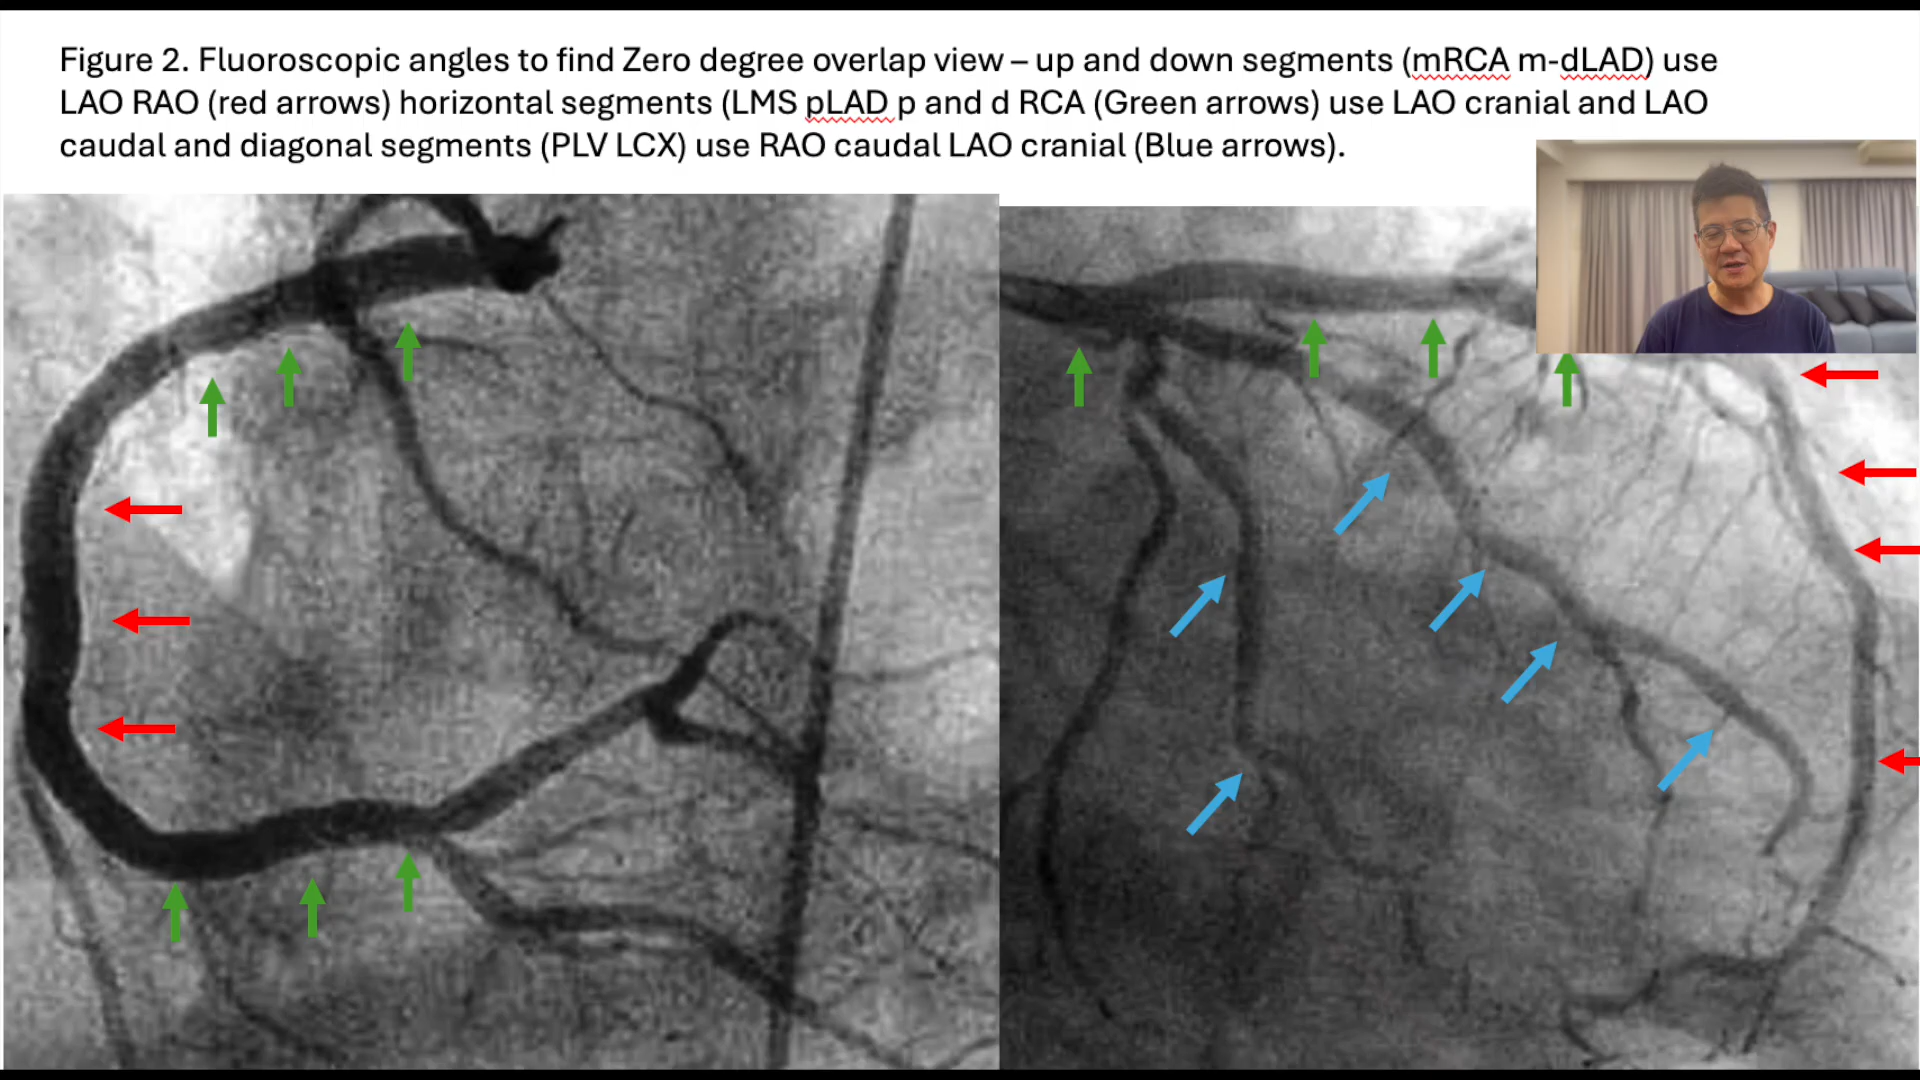 Figure 2. Fluoroscopic angles to find Zero degree overlap view – up and down segments (mRCA m-dLAD) use
LAO RAO (red arrows) horizontal segments (LMS pLAD p and d RCA (Green arrows) use LAO cranial and LAO
caudal and diagonal segments (PLV LCX) use RAO caudal LAO cranial (Blue arrows).